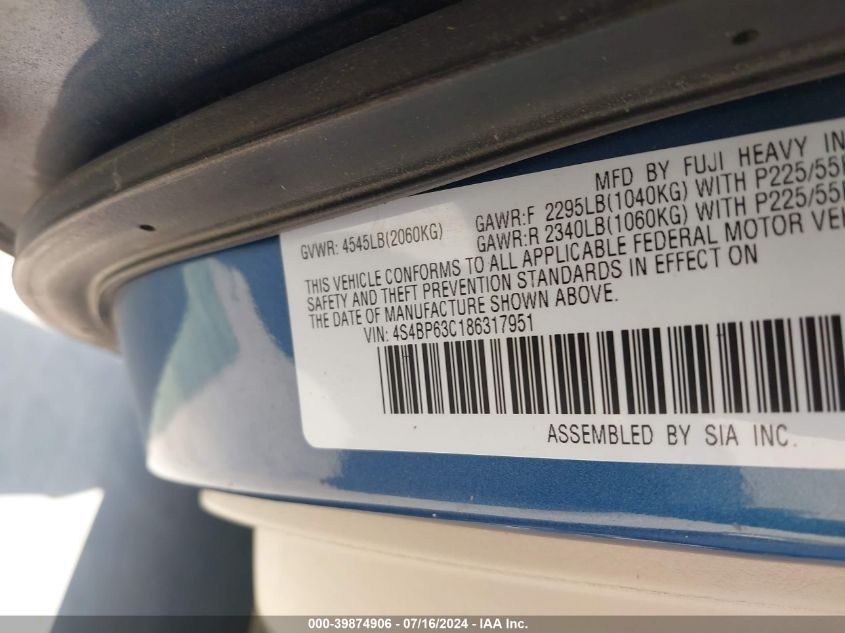 MFD BY FUJI HEAVY IN
GVWR: 4545LB(2060KG)
GAWR:F 2295LB(1040KG) WITH P225/55
GAWR:R 2340LB(1060KG) WITH P225/55
THIS VEHICLE CONFORMS TO ALL APPLICABLE FEDERAL MOTOR VEH
SAFETY AND THEFT PREVENTION STANDARDS IN EFFECT ON
THE DATE OF MANUFACTURE SHOWN ABOVE.
VIN: 4S4BP63C186317951
ASSEMBLED BY SIA INC.
000-39874906 - 07/16/2024 - IAA Inc.